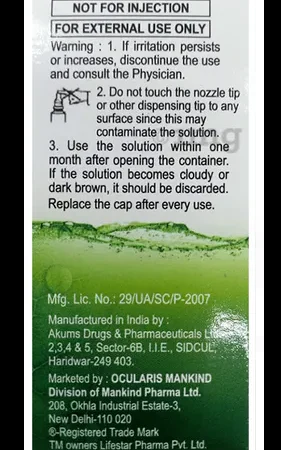 NOT FOR INJECTION
FOR EXTERNAL USE ONLY
Warning : 1. If irritation persists
or increases, discontinue the use
and consult the Physician.
2. Do not touch the nozzle tip
or other dispensing tip to any
surface since this may
contaminate the solution.
3. Use the solution within one
month after opening the container.
If the solution becomes cloudy or
dark brown, it should be discarded.
Replace the cap after every use.
Mfg. Lic. No.: 29/UA/SC/P-2007
Manufactured in India by :
Akums Drugs & Pharmaceuticals Ltd.
2,3,4 & 5, Sector-6B, I.I.E., SIDCUL,
Haridwar-249 403.
Marketed by : OCULARIS MANKIND
Division of Mankind Pharma Ltd.
208, Okhla Industrial Estate-3,
New Delhi-110 020
®-Registered Trade Mark
TM owners Lifestar Pharma Pvt. Ltd.